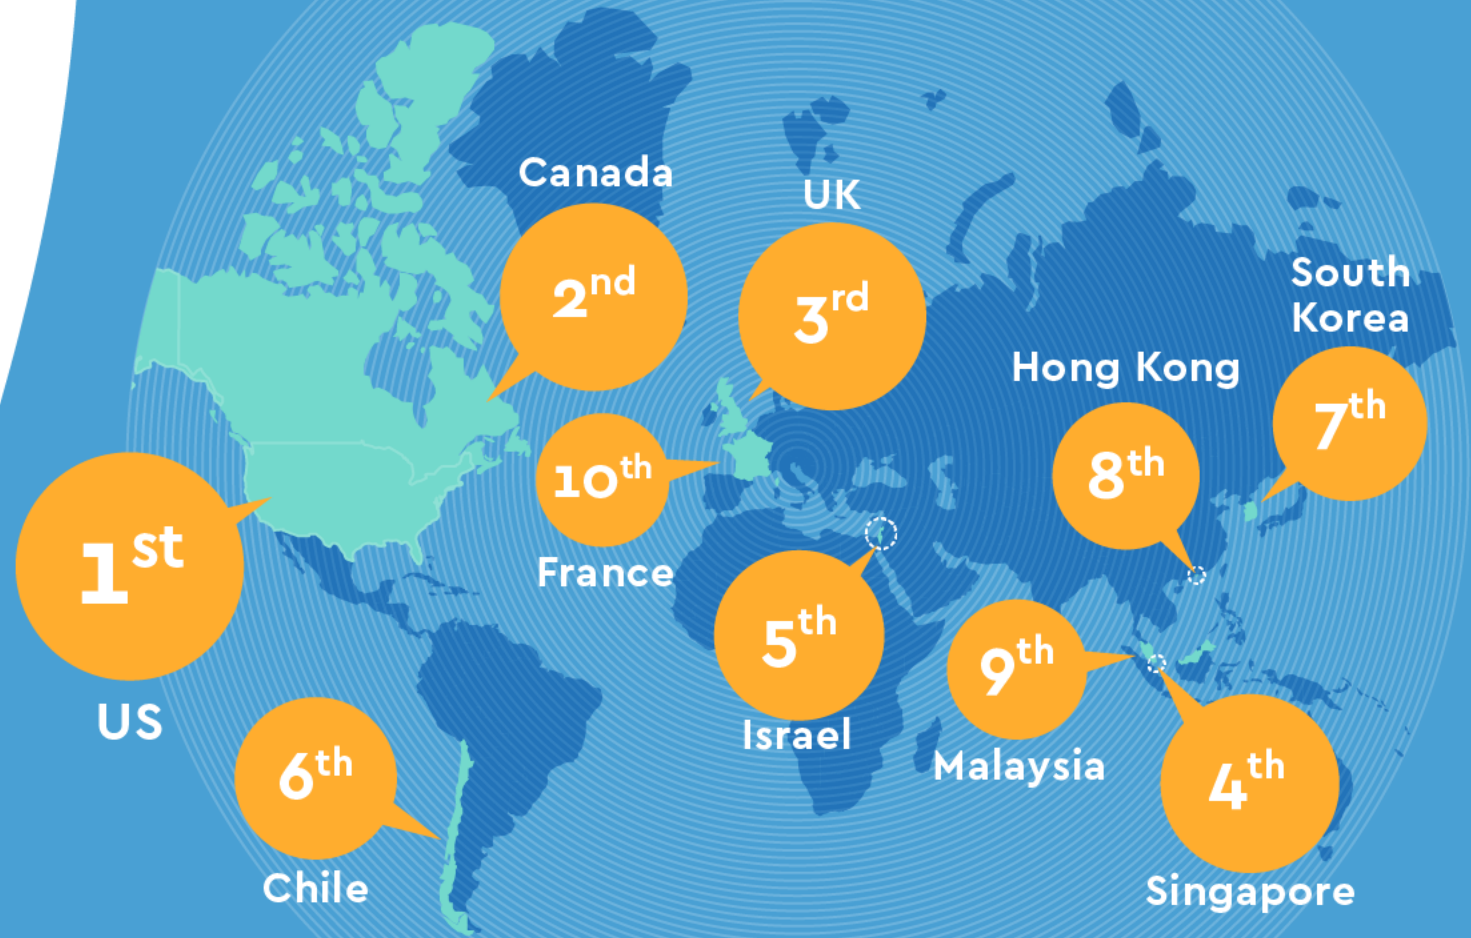 Canada
2nd
UK
3rd
South
Korea
7th
Hong Kong
8th
10th
France
1st
US
5th
Israel
9th
Malaysia
6th
Chile
4th
Singapore